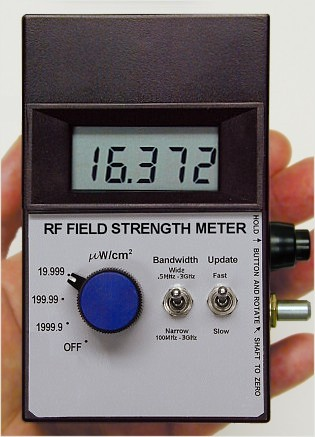 16.372
RF FIELD STRENGTH METER
µW/cm²
19.999
199.99
1999.9
OFF
Bandwidth
Wide
.5MHz -3GHz
Narrow
100MHz -3GHz
Update
Fast
Slow
HOLD ↑ BUTTON AND ROTATE ↖ SHAFT TO ZERO